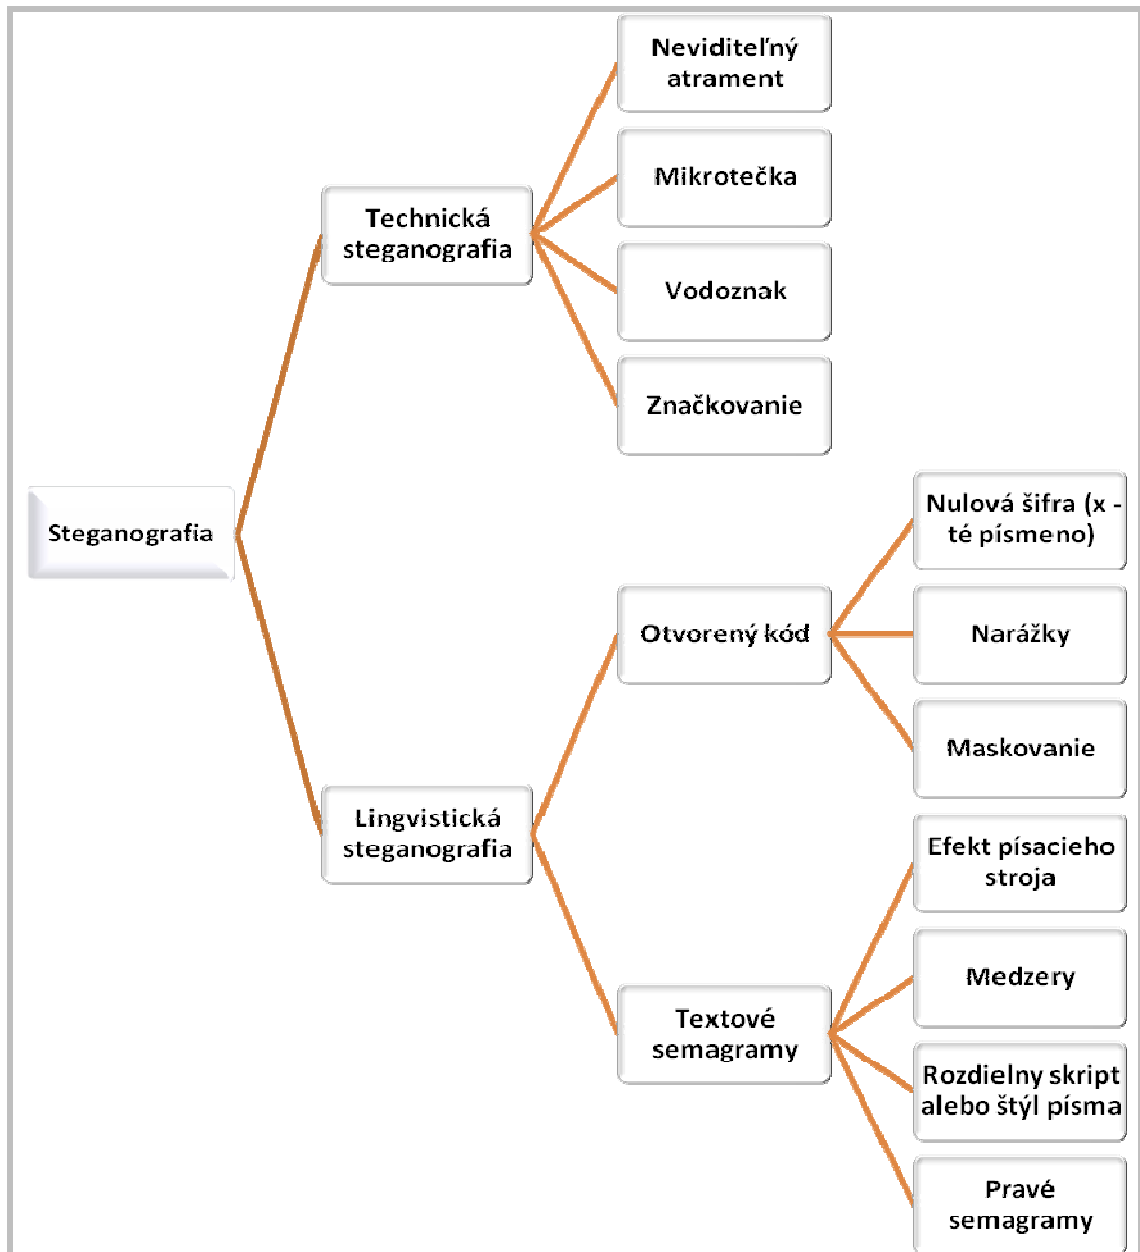 Neviditeľný
atrament
Mikrotečka
Technická
steganografia
Vodoznak
Značkovanie
Steganografia
Nulová šifra (x -
té písmeno)
Otvorený kód
Narážky
Maskovanie
Lingvistická
steganografia
Efekt písacieho
stroja
Medzery
Textové
semagramy
Rozdielny skript
alebo štýl písma
Pravé
semagramy